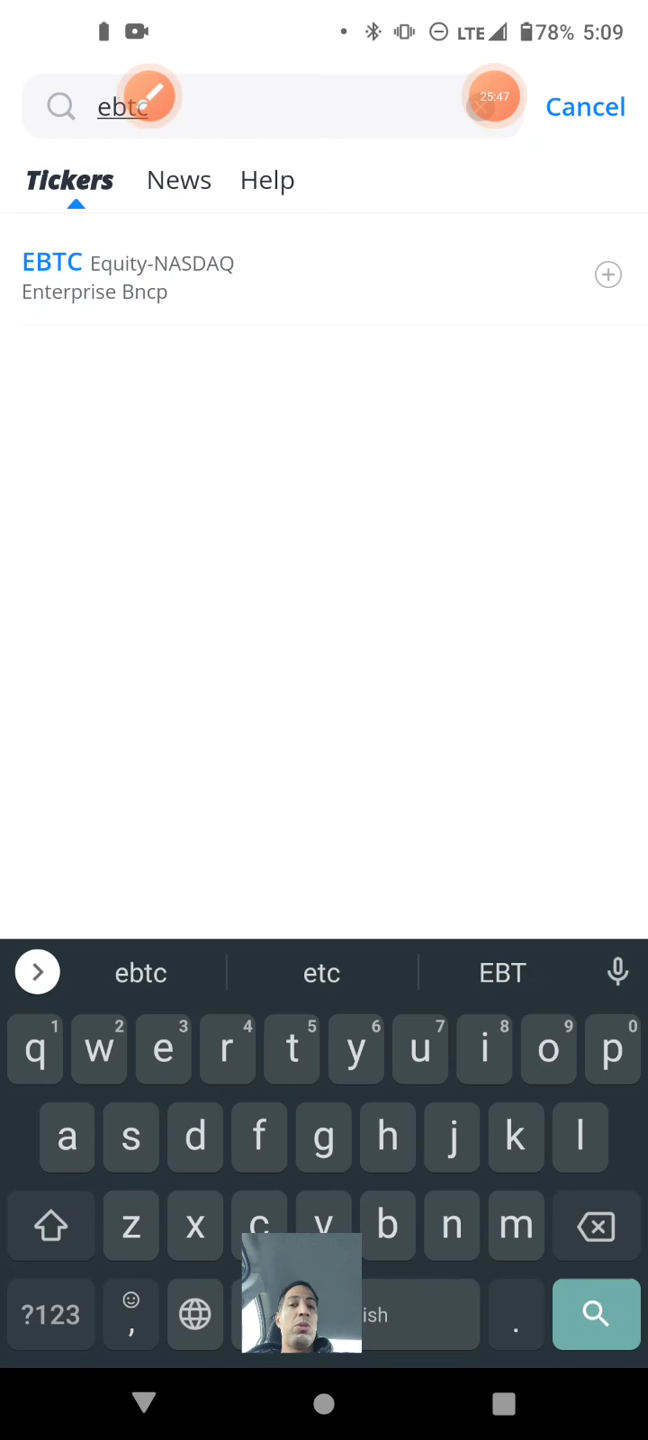 LTE 78% 5:09
ebtc 25:47 Cancel
Tickers News Help
EBTC Equity-NASDAQ
Enterprise Bncp
ebtc etc EBT
q1 w2 e3 r4 t5 y6 u7 i8 o9 p0
a s d f g h j k l
z x c v b n m
?123 , ish .